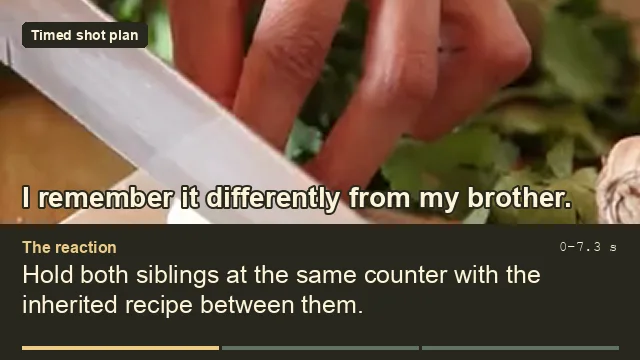 Timed shot plan
I remember it differently from my brother.
The reaction
0–7.3 s
Hold both siblings at the same counter with the
inherited recipe between them.